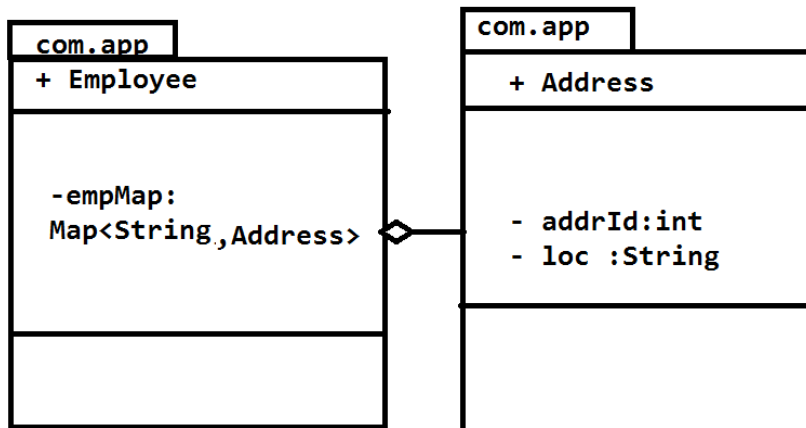 com.app
+ Employee
-empMap:
Map<String,Address>
com.app
+ Address
- addrId:int
- loc :String